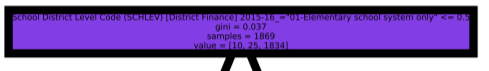 School District Level Code (SCHLEV) [District Finance] 2015-16_="01-Elementary school system only" <= 0.5
gini = 0.037
samples = 1869
value = [10, 25, 1834]